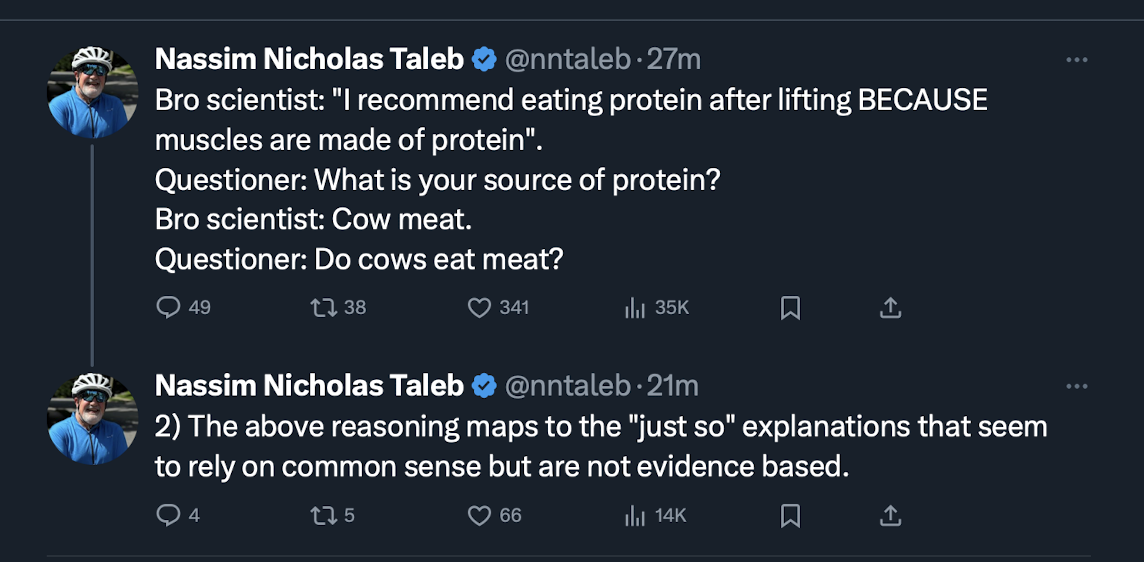 Nassim Nicholas Taleb @nntaleb · 27m
Bro scientist: "I recommend eating protein after lifting BECAUSE
muscles are made of protein".
Questioner: What is your source of protein?
Bro scientist: Cow meat.
Questioner: Do cows eat meat?
49 38 341 35K
Nassim Nicholas Taleb @nntaleb · 21m
2) The above reasoning maps to the "just so" explanations that seem
to rely on common sense but are not evidence based.
4 5 66 14K